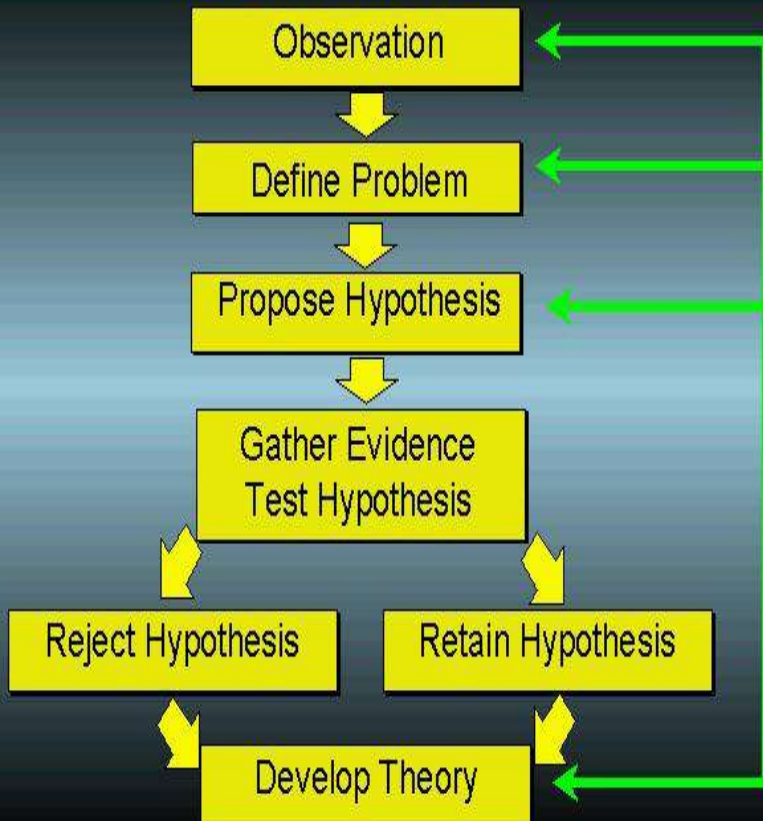 Observation
Define Problem
Propose Hypothesis
Gather Evidence
Test Hypothesis
Reject Hypothesis
Retain Hypothesis
Develop Theory